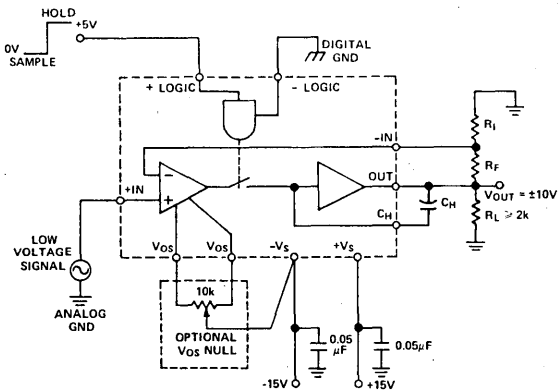 HOLD
+5V
0V
SAMPLE
DIGITAL
GND
+ LOGIC
- LOGIC
-IN
RI
RF
+IN
-
+
OUT
VOUT = ±10V
CH
CH
RL ≥ 2k
LOW
VOLTAGE
SIGNAL
VOS
VOS
-VS
+VS
ANALOG
GND
10k
OPTIONAL
VOS NULL
0.05
µF
0.05µF
-15V
+15V